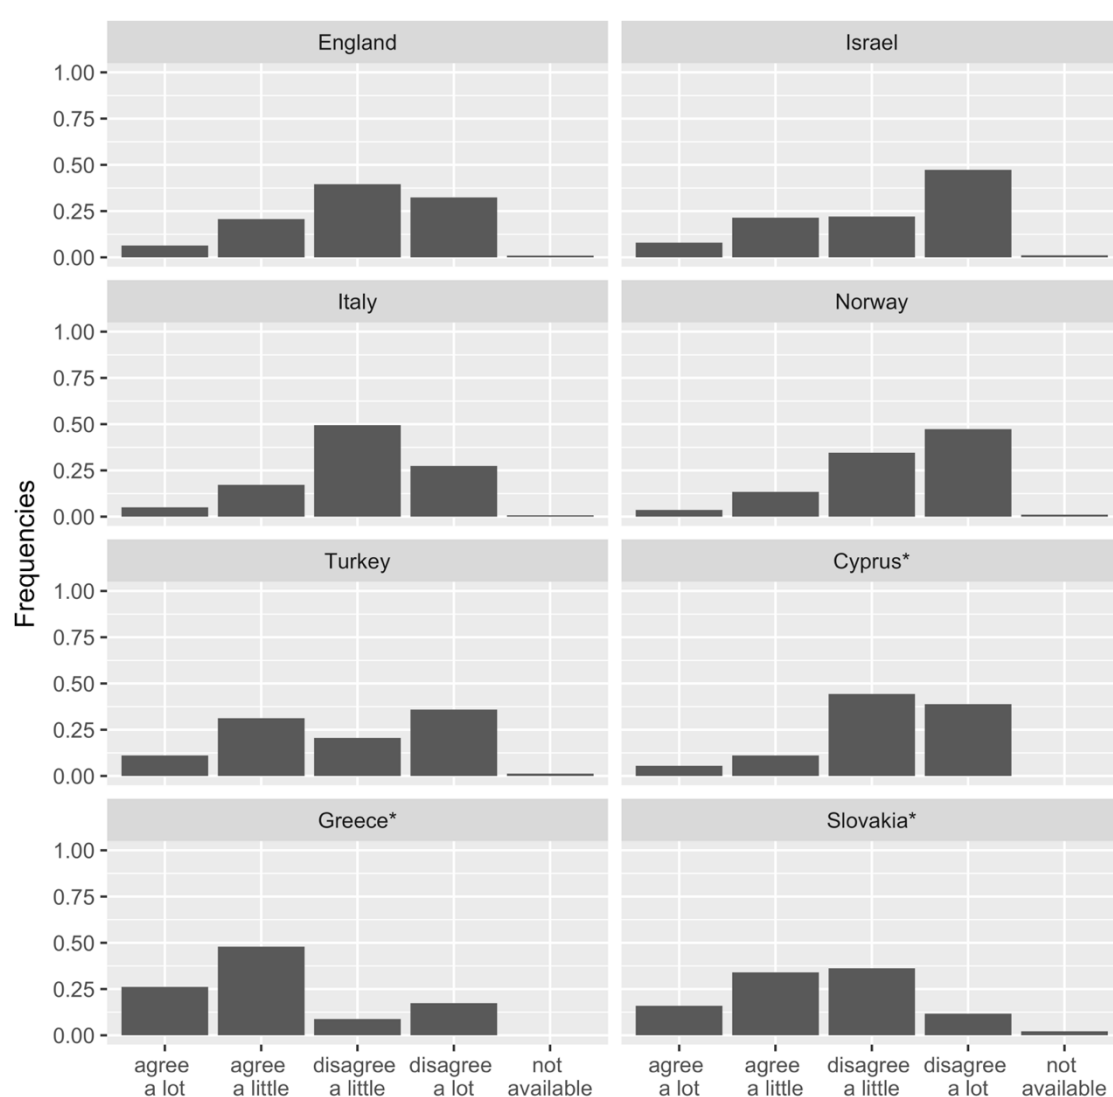 England
Israel
1.00
0.75
0.50
0.25
0.00
Italy
Norway
1.00
0.75
0.50
0.25
0.00
Frequencies
Turkey
Cyprus*
1.00
0.75
0.50
0.25
0.00
Greece*
Slovakia*
1.00
0.75
0.50
0.25
0.00
agree
a lot
agree
a little
disagree
a little
disagree
a lot
not
available
agree
a lot
agree
a little
disagree
a little
disagree
a lot
not
available